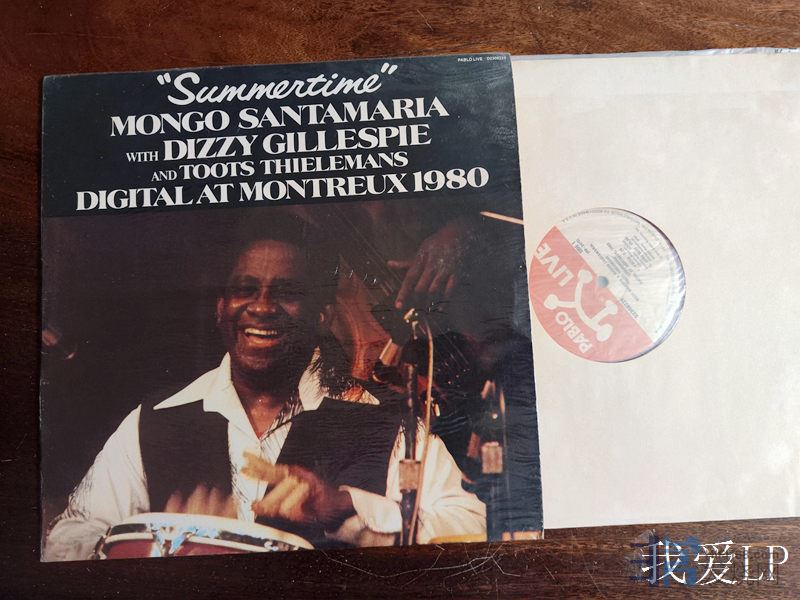 PABLO LIVE
"Summertime"
MONGO SANTAMARIA
WITH DIZZY GILLESPIE
AND TOOTS THIELEMANS
DIGITAL AT MONTREUX 1980
PABLO LIVE
我爱LP